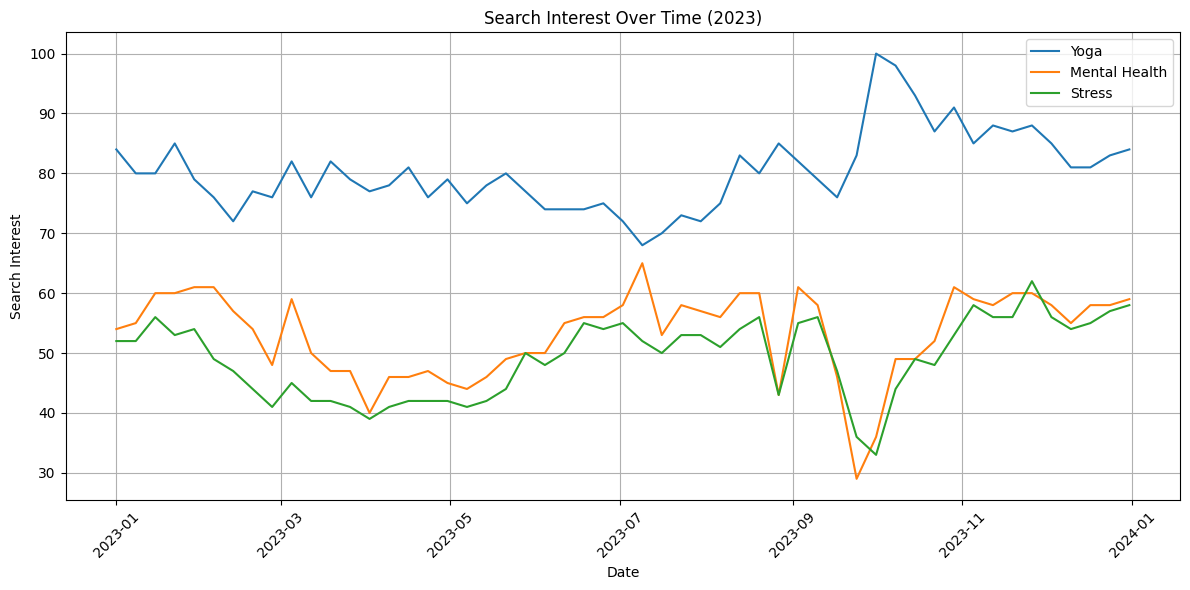 Search Interest Over Time (2023)
Yoga
Mental Health
Stress
Search Interest
100
90
80
70
60
50
40
30
2023-01
2023-03
2023-05
2023-07
2023-09
2023-11
2024-01
Date